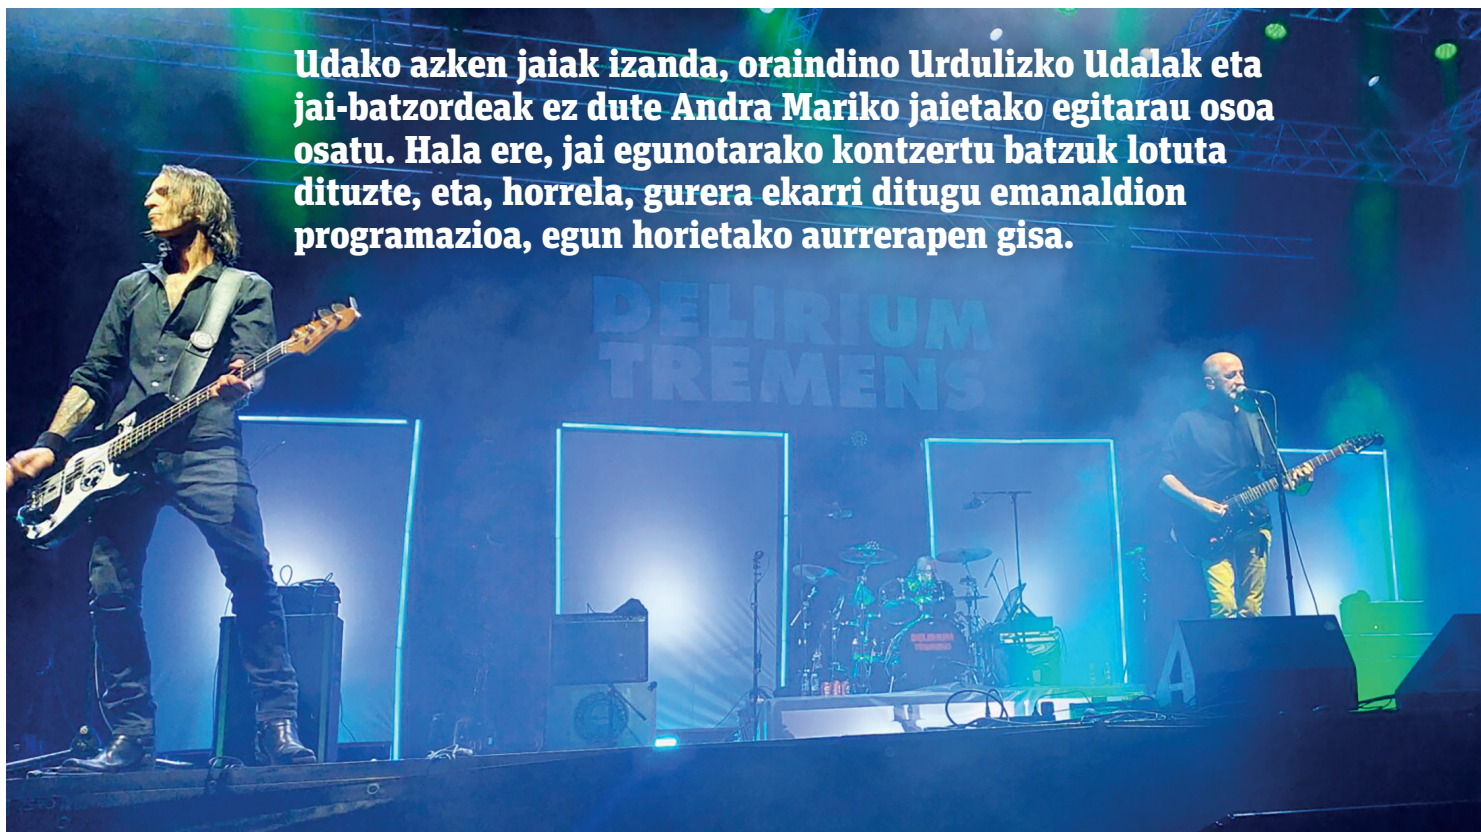 Udako azken jaiak izanda, oraindino Urdulizko Udalak eta
jai-batzordeak ez dute Andra Mariko jaietako egitarau osoa
osatu. Hala ere, jai egunotarako kontzertu batzuk lotuta
dituzte, eta, horrela, gurera ekarri ditugu emanaldion
programazioa, egun horietako aurrerapen gisa.
DELIRIUM
TREMENS
DELIRIUM
TREMENS
A